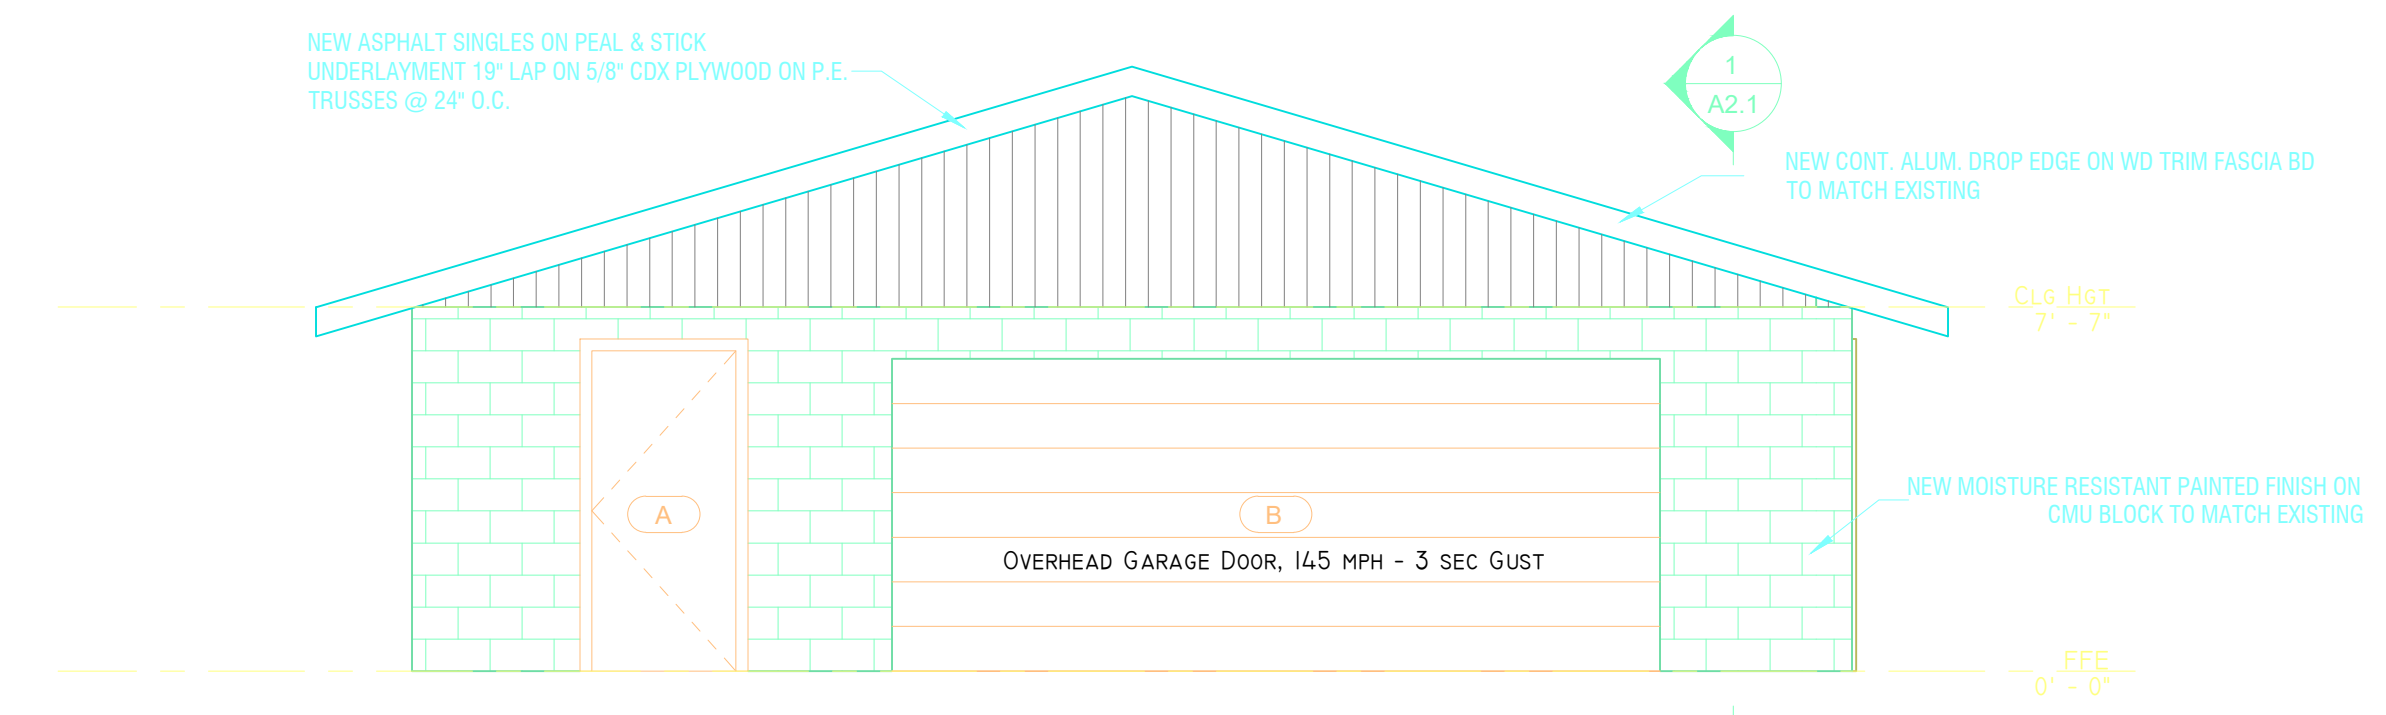 NEW ASPHALT SINGLES ON PEAL & STICK
UNDERLAYMENT 19" LAP ON 5/8" CDX PLYWOOD ON P.E.
TRUSSES @ 24" O.C.
1
A2.1
NEW CONT. ALUM. DROP EDGE ON WD TRIM FASCIA BD
TO MATCH EXISTING
CLG HGT
7' - 7"
NEW MOISTURE RESISTANT PAINTED FINISH ON
CMU BLOCK TO MATCH EXISTING
A
B
OVERHEAD GARAGE DOOR, 145 MPH - 3 SEC GUST
FFE
0' - 0"